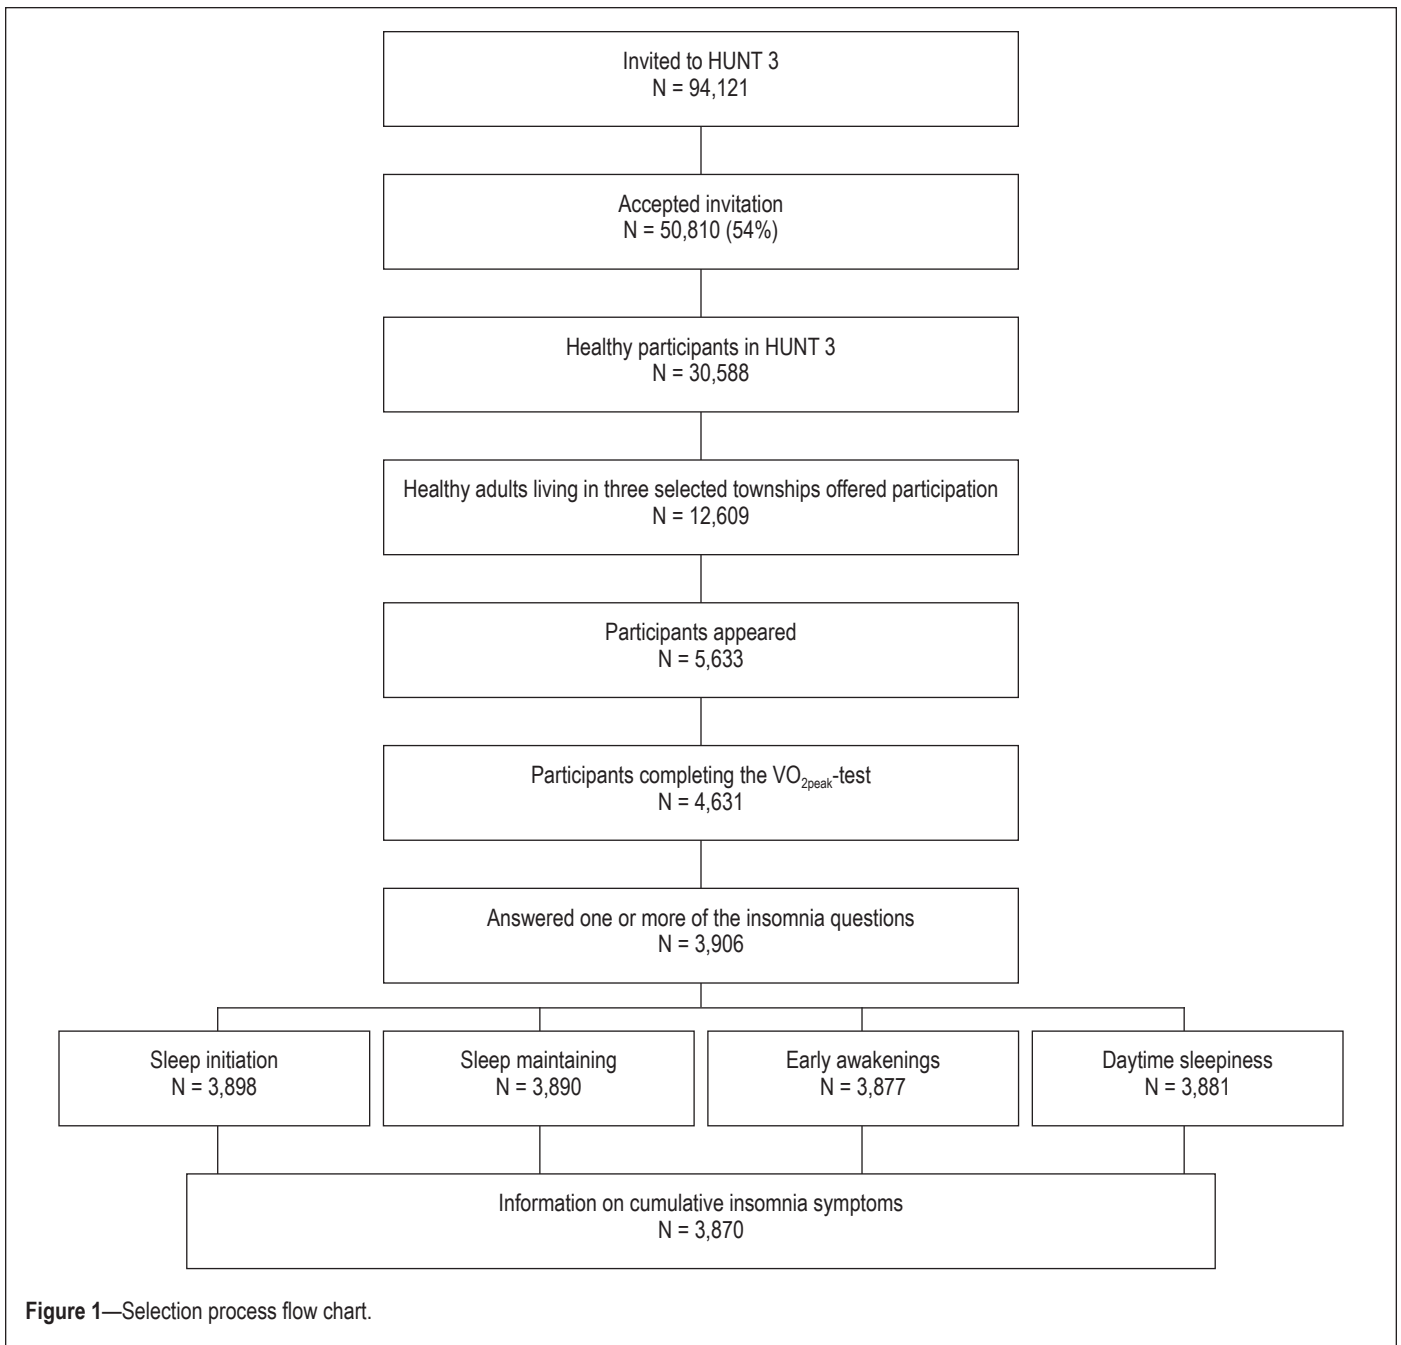 Invited to HUNT 3
N = 94,121
Accepted invitation
N = 50,810 (54%)
Healthy participants in HUNT 3
N = 30,588
Healthy adults living in three selected townships offered participation
N = 12,609
Participants appeared
N = 5,633
Participants completing the VO2peak-test
N = 4,631
Answered one or more of the insomnia questions
N = 3,906
Sleep initiation
N = 3,898
Sleep maintaining
N = 3,890
Early awakenings
N = 3,877
Daytime sleepiness
N = 3,881
Information on cumulative insomnia symptoms
N = 3,870
Figure 1—Selection process flow chart.